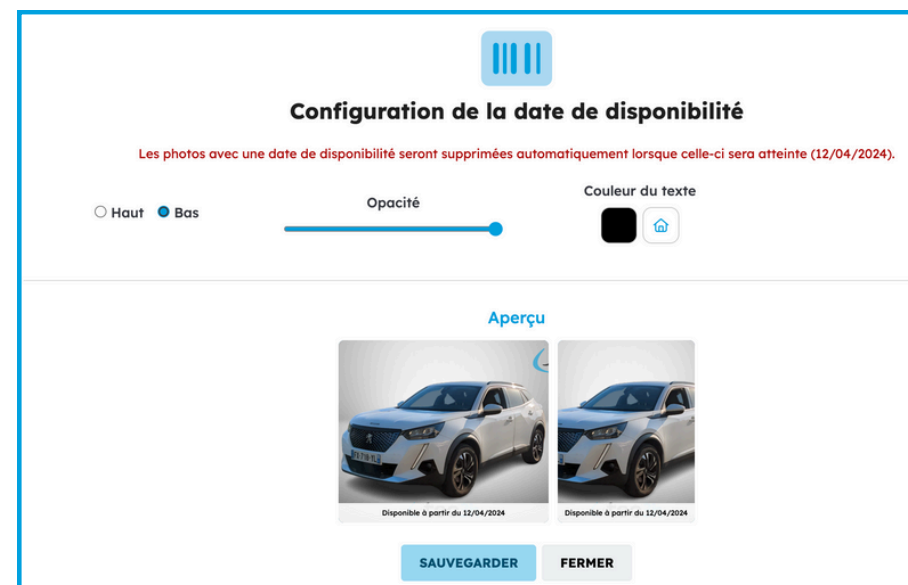 Configuration de la date de disponibilité
Les photos avec une date de disponibilité seront supprimées automatiquement lorsque celle-ci sera atteinte (12/04/2024).
Haut Bas
Opacité
Couleur du texte
Aperçu
Disponible à partir du 12/04/2024
Disponible à partir du 12/04/2024
SAUVEGARDER FERMER